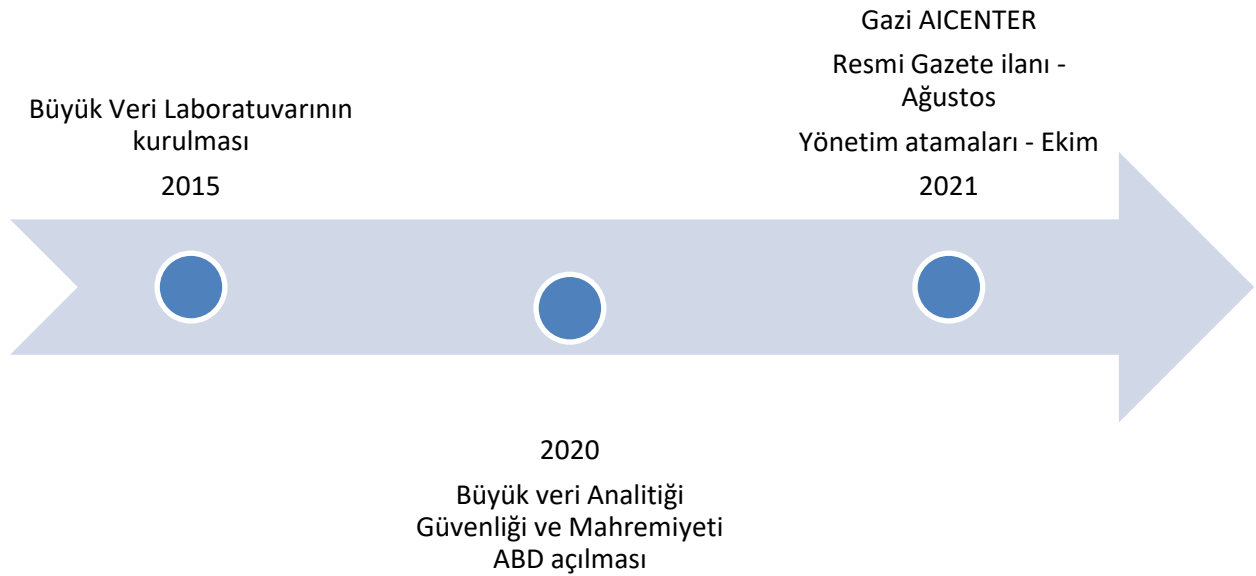 Büyük Veri Laboratuvarının
kurulması
2015
2020
Büyük veri Analitiği
Güvenliği ve Mahremiyeti
ABD açılması
Gazi AICENTER
Resmi Gazete ilanı -
Ağustos
Yönetim atamaları - Ekim
2021